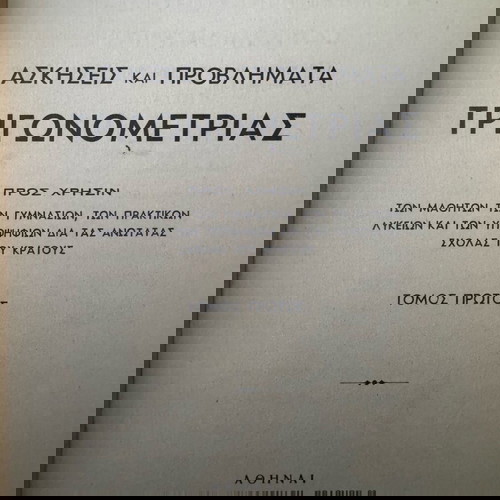 ΑΣΚΗΣΕΙΣ ΚΑΙ ΠΡΟΒΛΗΜΑΤΑ
ΤΡΙΓΩΝΟΜΕΤΡΙΑΣ
ΠΡΟΣ ΧΡΗΣΙΝ
ΤΩΝ ΜΑΘΗΤΩΝ ΤΩΝ ΓΥΜΝΑΣΙΩΝ, ΤΩΝ ΠΡΑΚΤΙΚΩΝ
ΛΥΚΕΙΩΝ ΚΑΙ ΤΩΝ ΥΠΟΨΗΦΙΩΝ ΔΙΑ ΤΑΣ ΑΝΩΤΑΤΑΣ
ΣΧΟΛΑΣ ΤΟΥ ΚΡΑΤΟΥΣ
ΤΟΜΟΣ ΠΡΩΤΟΣ
ΑΘΗΝΑΙ